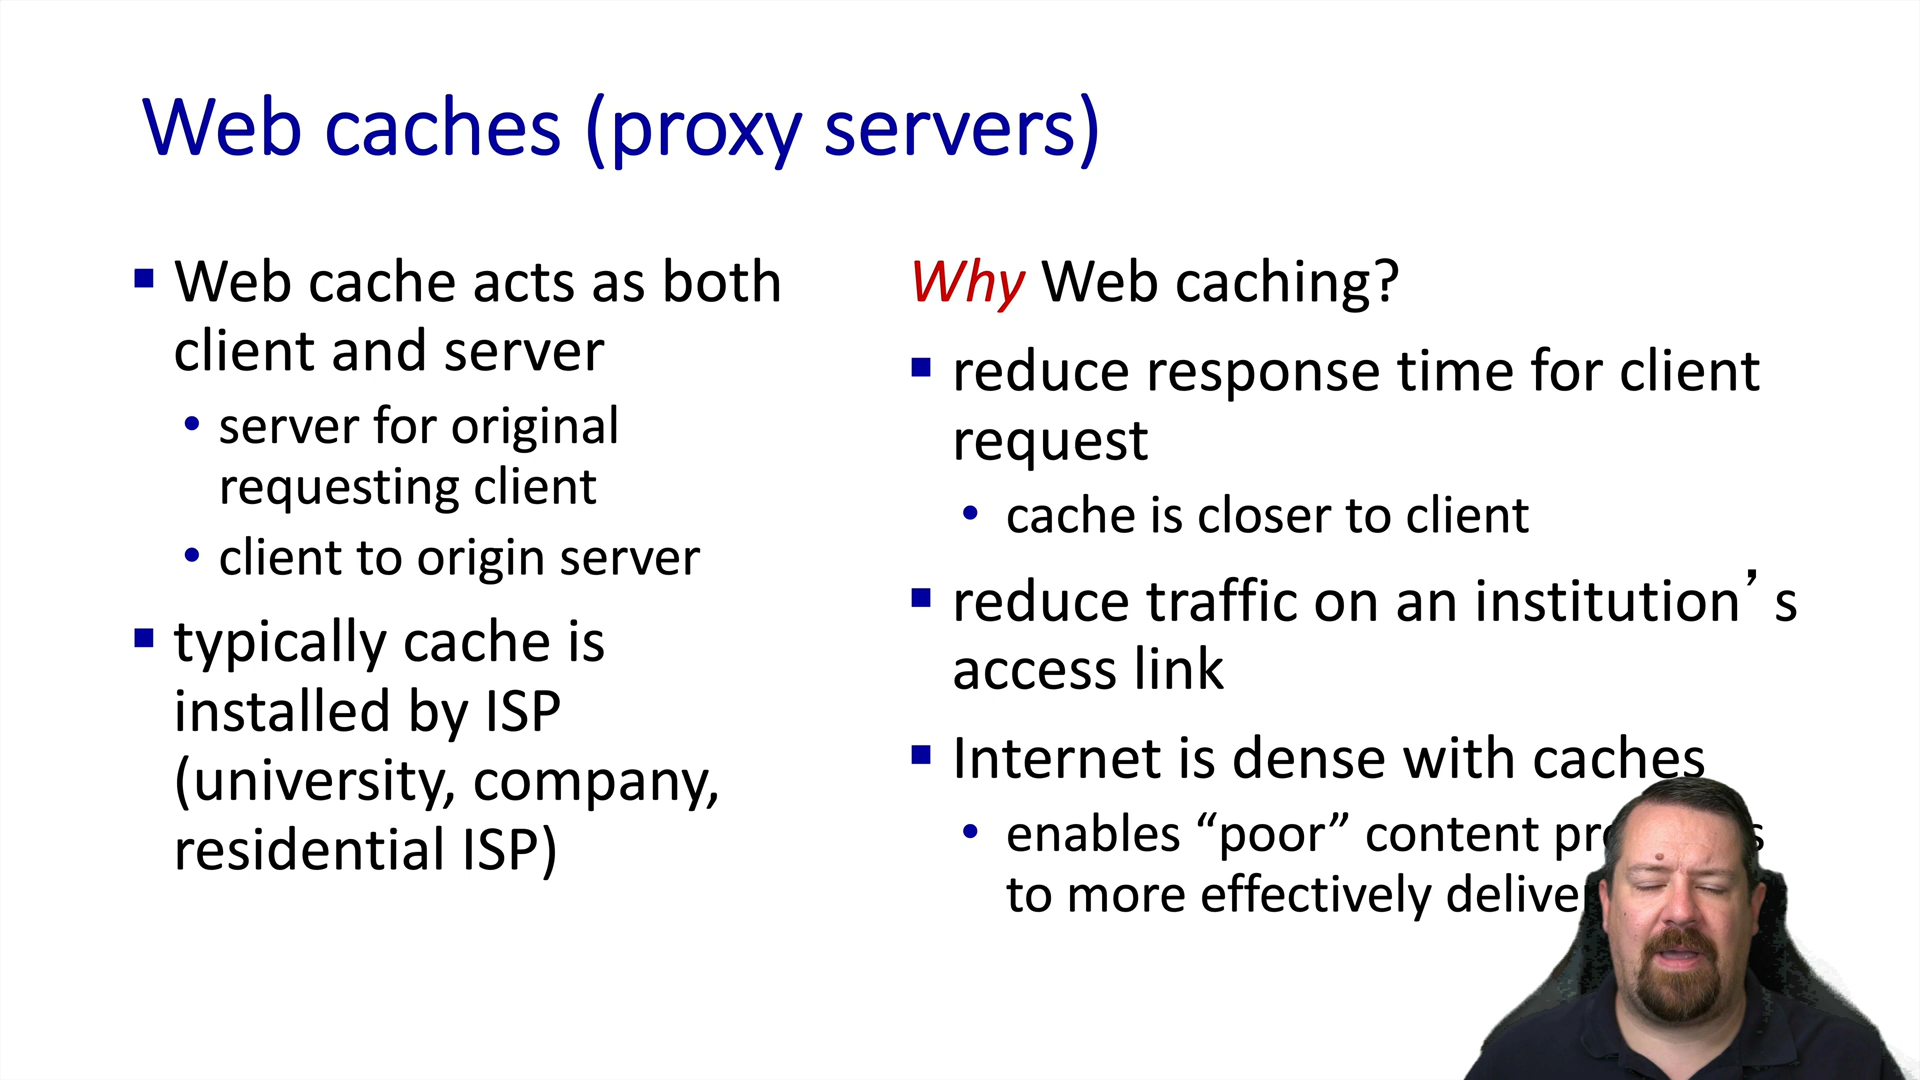 Web caches (proxy servers)
Web cache acts as both
client and server
server for original
requesting client
client to origin server
typically cache is
installed by ISP
(university, company,
residential ISP)
Why Web caching?
reduce response time for client
request
cache is closer to client
reduce traffic on an institution’s
access link
Internet is dense with caches
enables “poor” content
to more effectively